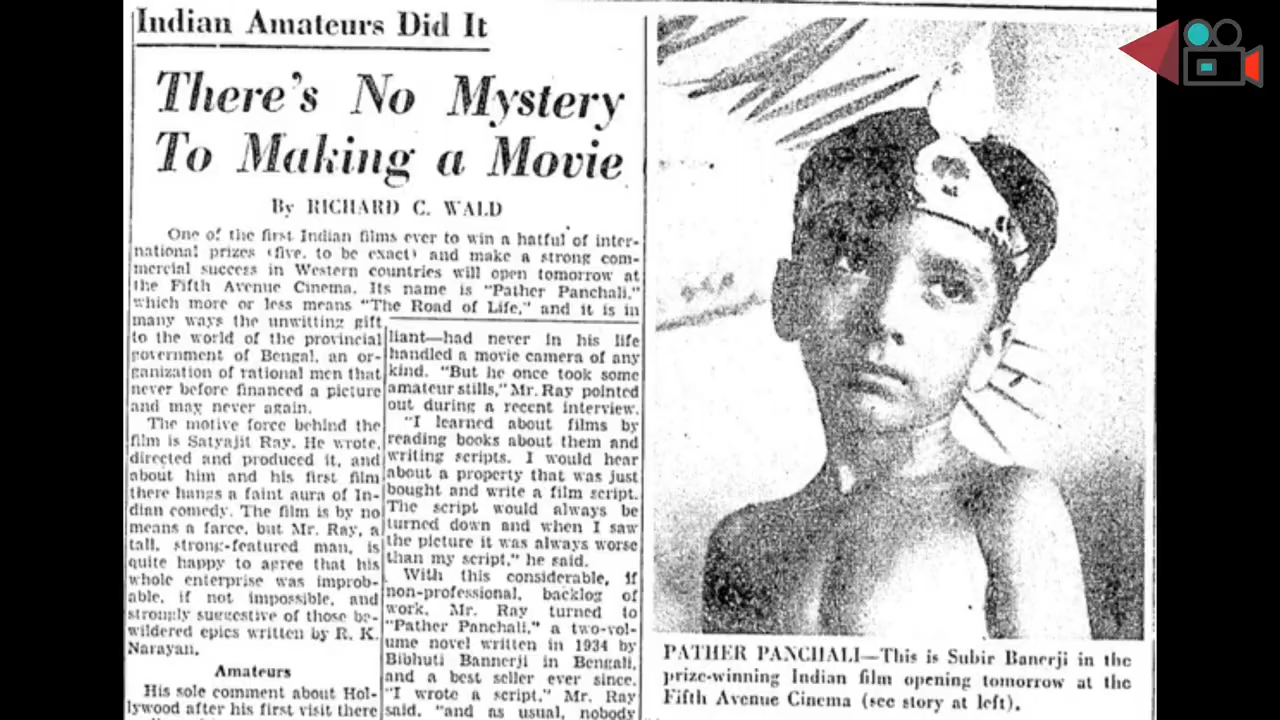 Indian Amateurs Did It
There's No Mystery
To Making a Movie
By RICHARD C. WALD
One of the first Indian films ever to win a hatful of inter-
national prizes (five, to be exact) and make a strong com-
mercial success in Western countries will open tomorrow at
the Fifth Avenue Cinema. Its name is "Pather Panchali,"
which more or less means "The Road of Life," and it is in
many ways the unwitting gift
to the world of the provincial
government of Bengal, an or-
ganization of rational men that
never before financed a picture
and may never again.
The motive force behind the
film is Satyajit Ray. He wrote,
directed and produced it, and
about him and his first film
there hangs a faint aura of In-
dian comedy. The film is by no
means a farce, but Mr. Ray, a
tall, strong-featured man, is
quite happy to agree that his
whole enterprise was improb-
able, if not impossible, and
strongly suggestive of those be-
wildered epics written by R. K.
Narayan.
Amateurs
His sole comment about Hol-
lywood after his first visit there
liant—had never in his life
handled a movie camera of any
kind. "But he once took some
amateur stills," Mr. Ray pointed
out during a recent interview.
"I learned about films by
reading books about them and
writing scripts. I would hear
about a property that was just
bought and write a film script.
The script would always be
turned down and when I saw
the picture it was always worse
than my script," he said.
With this considerable, if
non-professional, backlog of
work, Mr. Ray turned to
"Pather Panchali," a two-vol-
ume novel written in 1934 by
Bibhuti Bannerji in Bengali,
and a best seller ever since.
"I wrote a script," Mr. Ray
said, "and as usual, nobody
PATHER PANCHALI—This is Subir Banerji in the
prize-winning Indian film opening tomorrow at the
Fifth Avenue Cinema (see story at left).